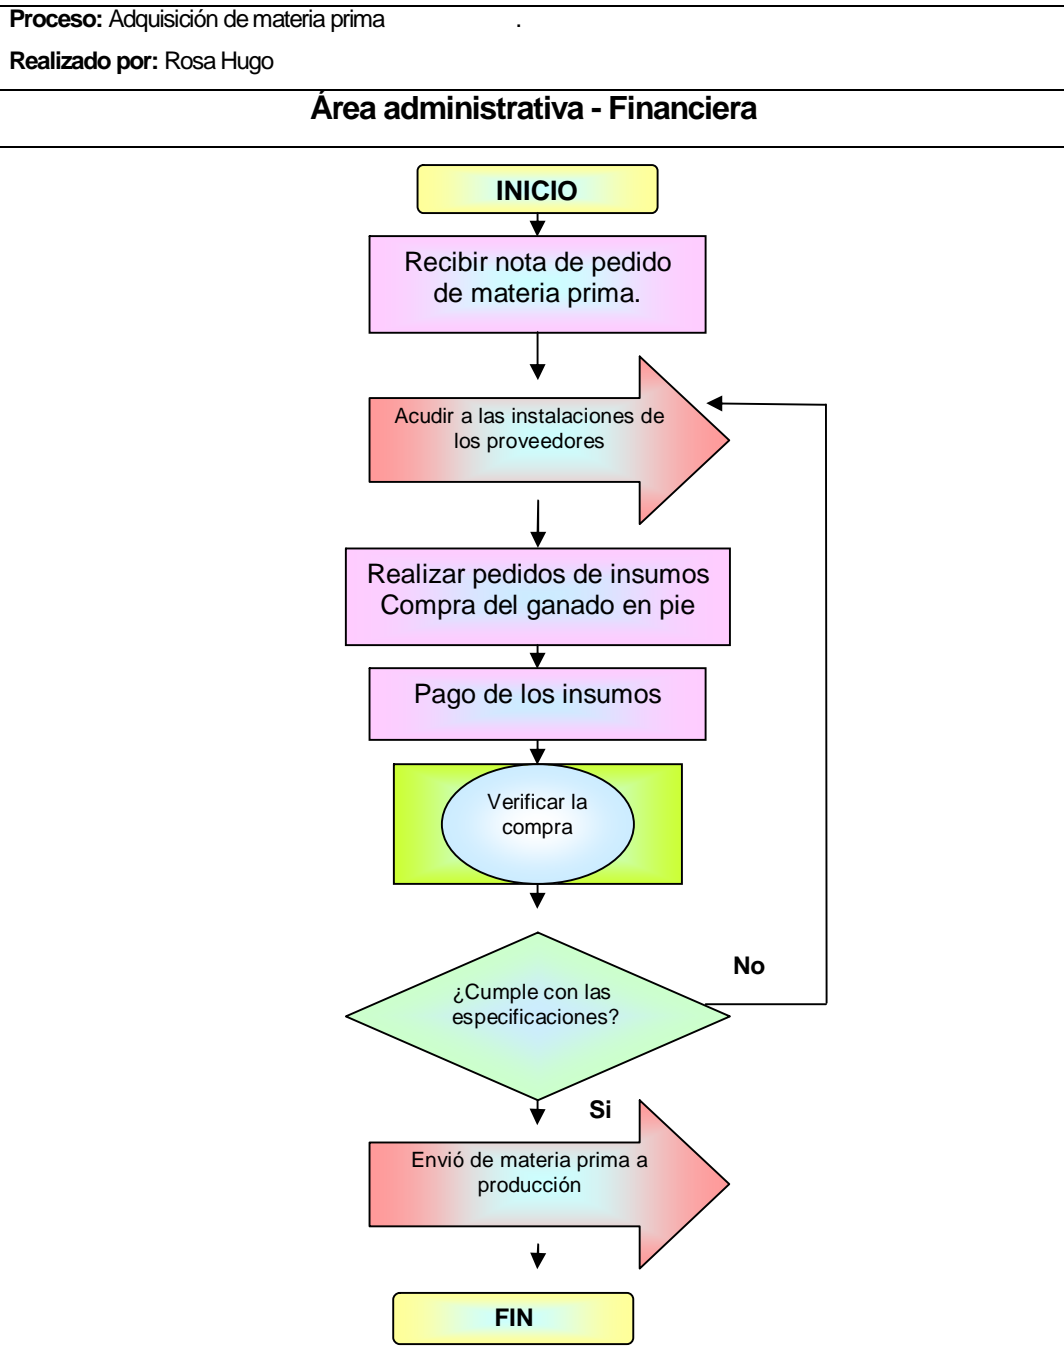 Proceso: Adquisición de materia prima .
Realizado por: Rosa Hugo
Área administrativa - Financiera
INICIO
Recibir nota de pedido
de materia prima.
Acudir a las instalaciones de
los proveedores
Realizar pedidos de insumos
Compra del ganado en pie
Pago de los insumos
Verificar la
compra
No
¿Cumple con las
especificaciones?
Si
Envió de materia prima a
producción
FIN